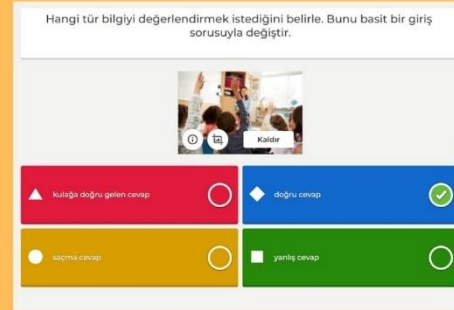 Hangi tür bilgiyi değerlendirmek istediğini belirle. Bunu basit bir giriş
sorusuyla değiştir.
Kaldır
kulağa doğru gelen cevap
doğru cevap
saçma cevap
yanlış cevap